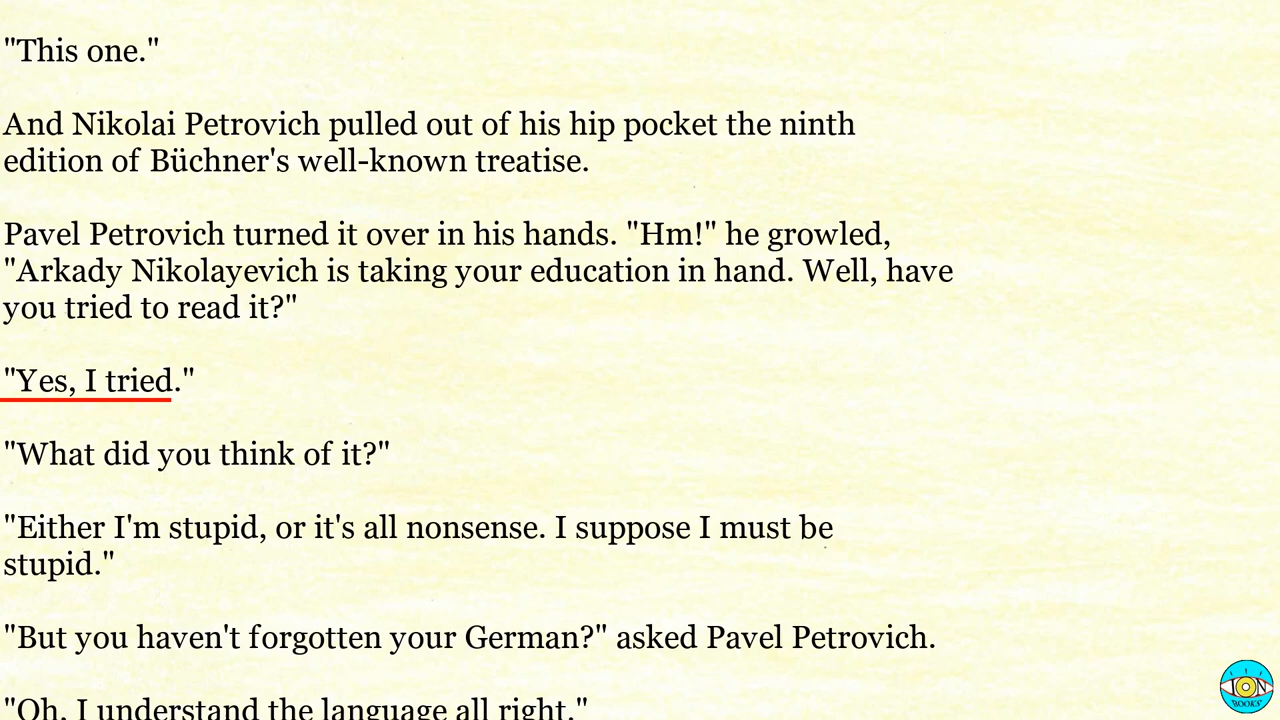 "This one."
And Nikolai Petrovich pulled out of his hip pocket the ninth
edition of Büchner's well-known treatise.
Pavel Petrovich turned it over in his hands. "Hm!" he growled,
"Arkady Nikolayevich is taking your education in hand. Well, have
you tried to read it?"
"Yes, I tried."
"What did you think of it?"
"Either I'm stupid, or it's all nonsense. I suppose I must be
stupid."
"But you haven't forgotten your German?" asked Pavel Petrovich.
"Oh, I understand the language all right."
ION
BOOKS